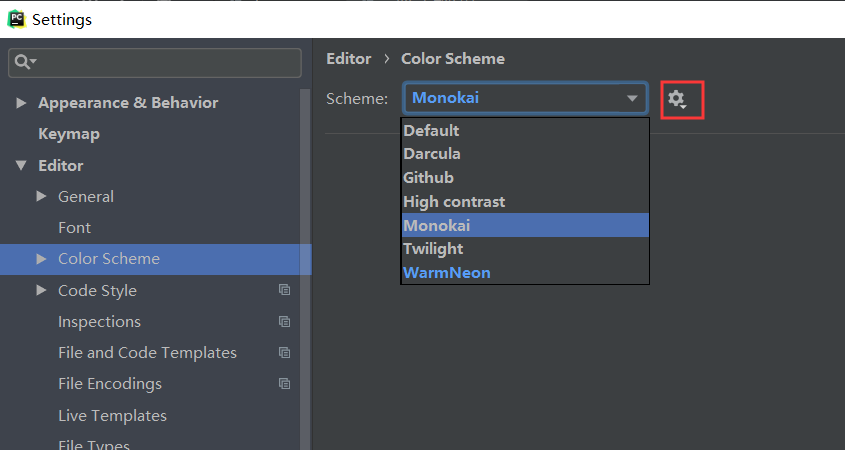 PC Settings
Editor › Color Scheme
Scheme: Monokai
Default
Darcula
Github
High contrast
Monokai
Twilight
WarmNeon
Appearance & Behavior
Keymap
Editor
General
Font
Color Scheme
Code Style
Inspections
File and Code Templates
File Encodings
Live Templates
File Types